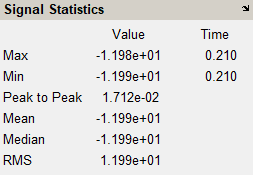 Signal Statistics
Value Time
Max -1.198e+01 0.210
Min -1.199e+01 0.210
Peak to Peak 1.712e-02
Mean -1.199e+01
Median -1.199e+01
RMS 1.199e+01